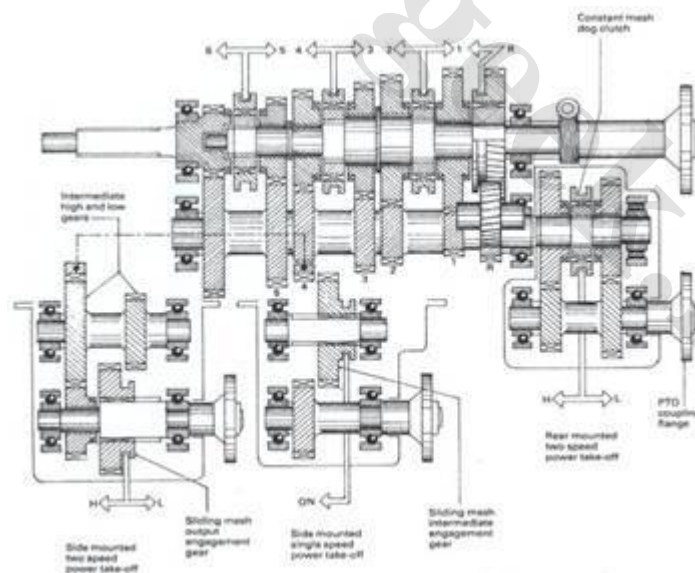 Constant mesh
dog clutch
6 5 4 3 2 1 R
Intermediate
high and low
gears
5 4 3 2 1 R
H L
PTO
coupling
flange
Rear mounted
two speed
power take-off
H L
Sliding mesh
output
engagement
gear
Side mounted
two speed
power take-off
ON
Side mounted
single speed
power take-off
Sliding mesh
intermediate
engagement
gear